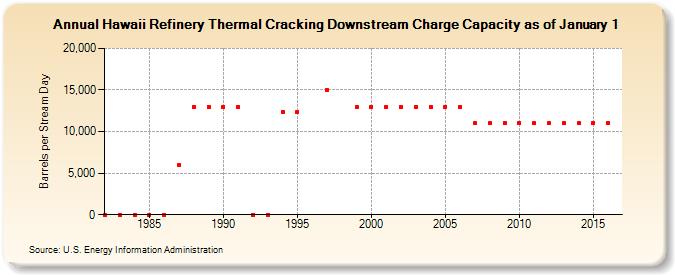 Annual Hawaii Refinery Thermal Cracking Downstream Charge Capacity as of January 1
Barrels per Stream Day
20,000
15,000
10,000
5,000
0
1985 1990 1995 2000 2005 2010 2015
Source: U.S. Energy Information Administration